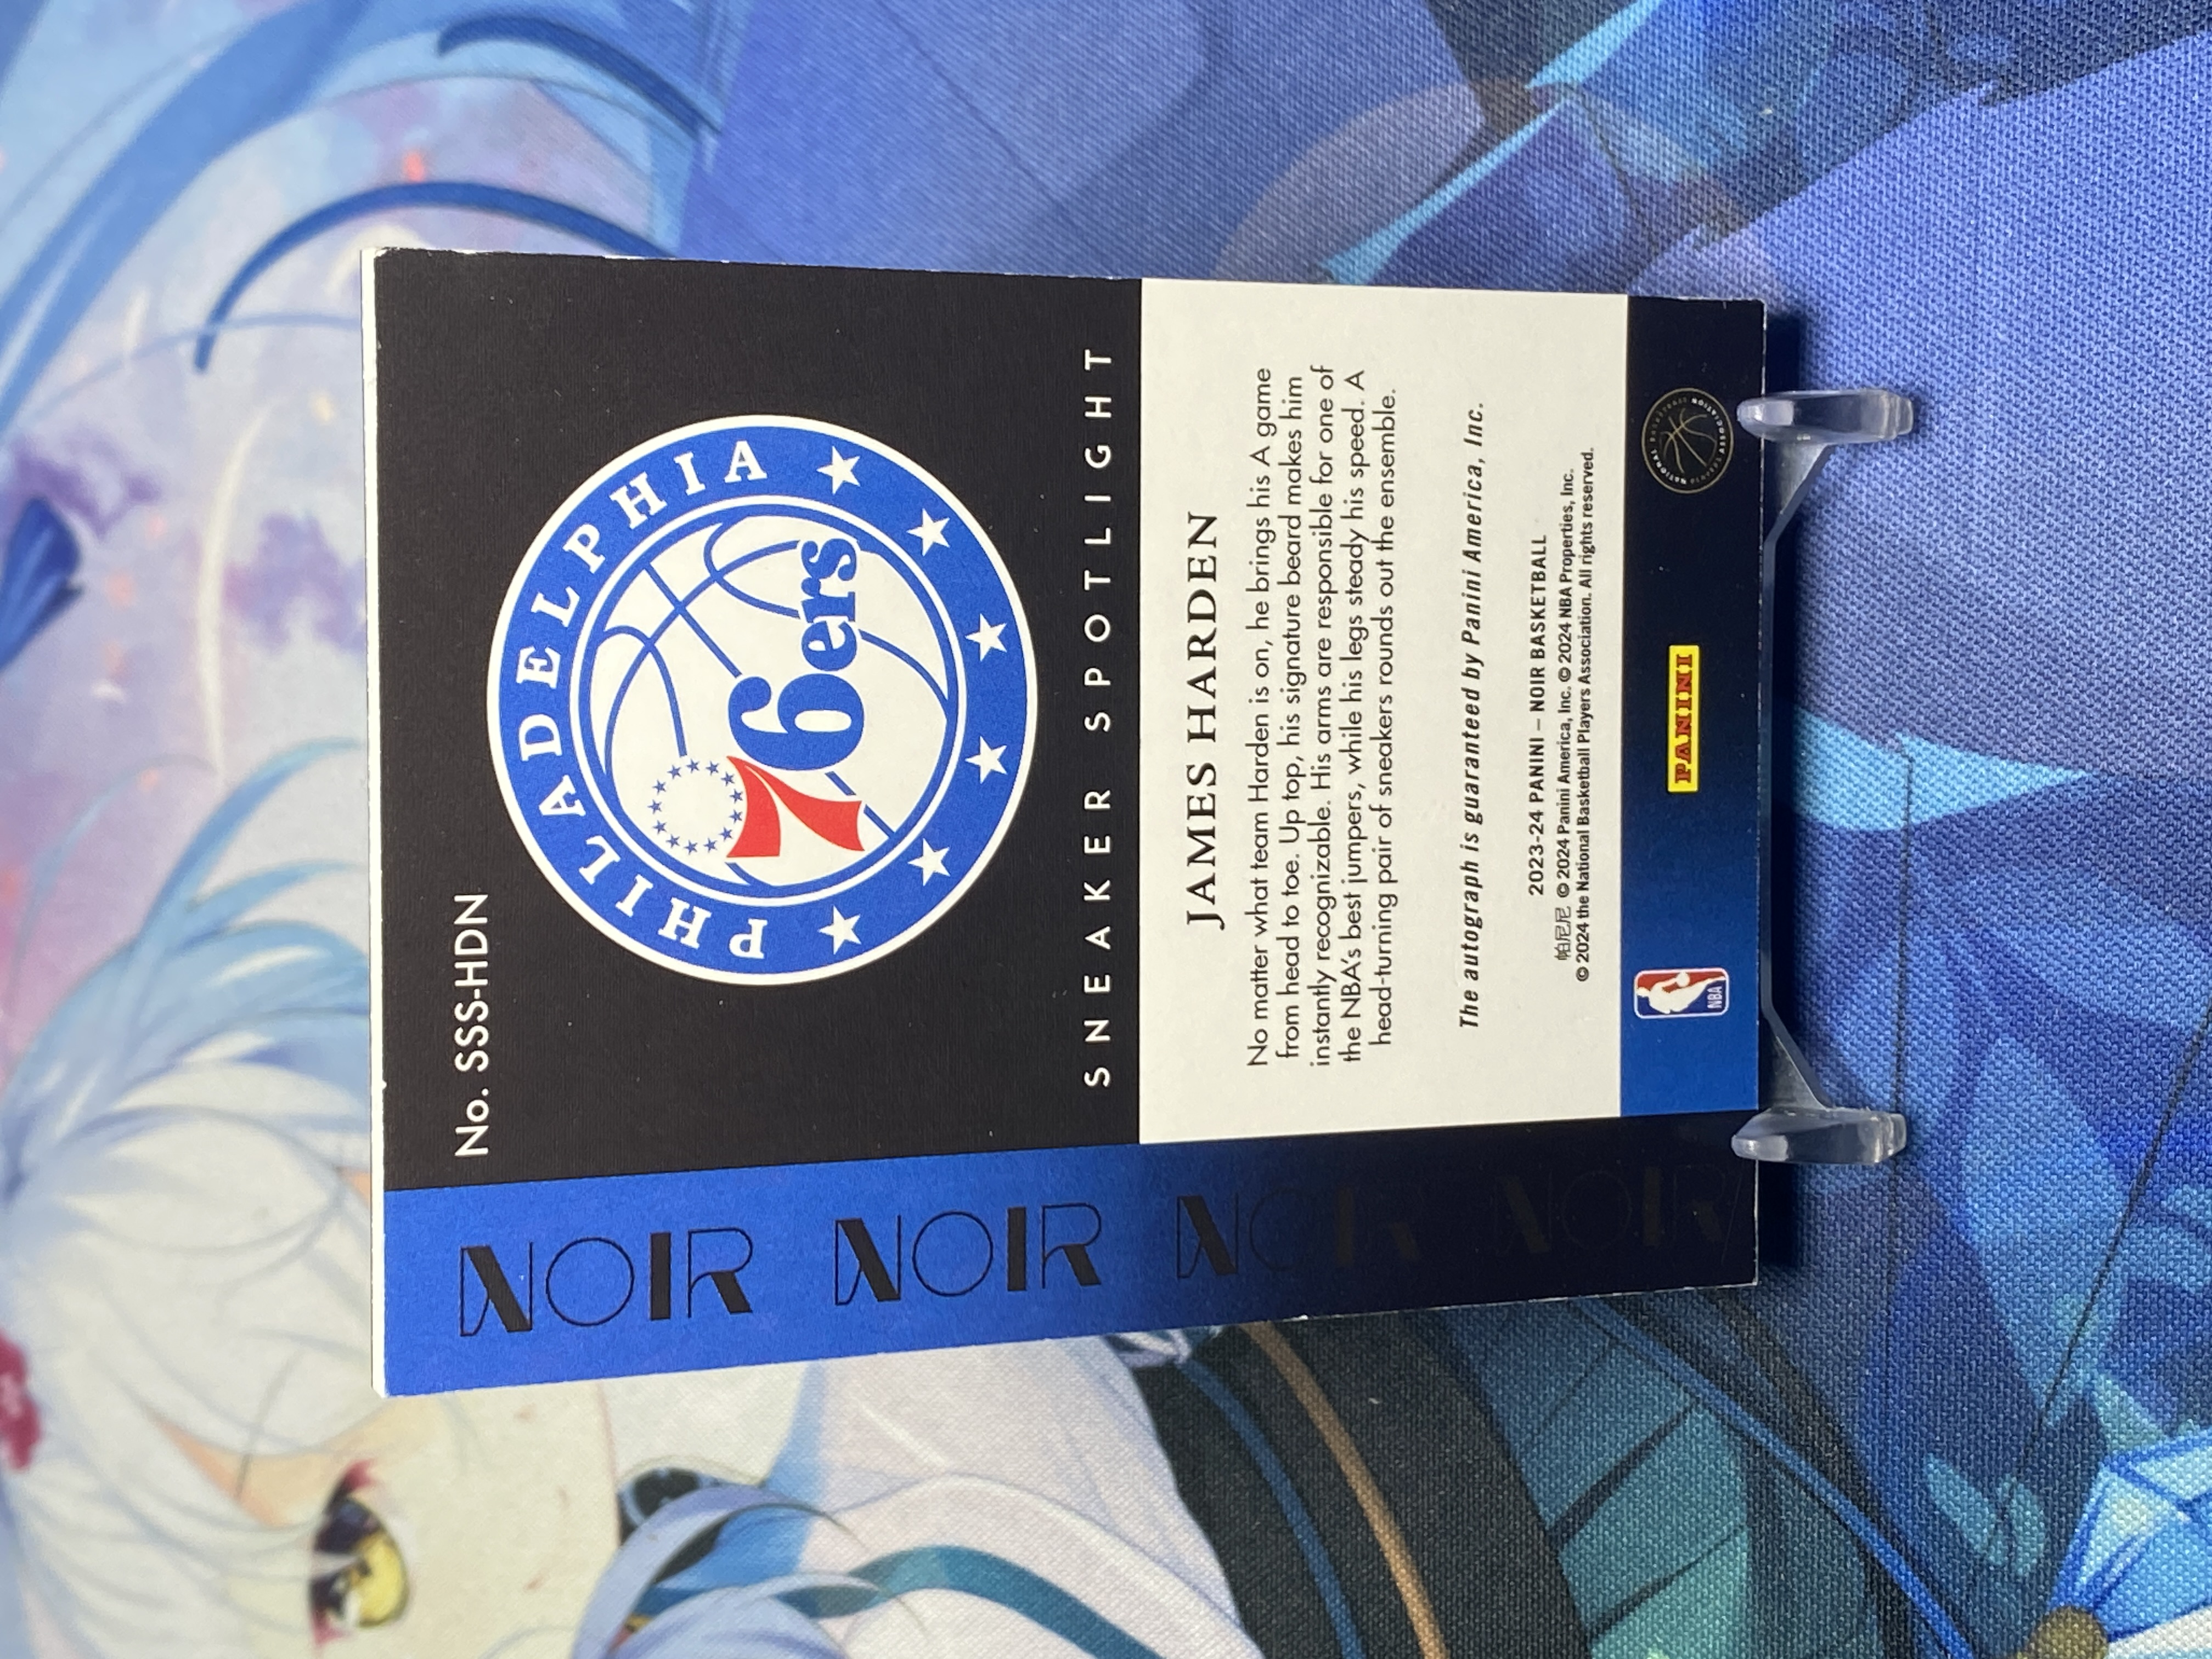 No. SSS-HDN
PHILADELPHIA
76ers
SNEAKER SPOTLIGHT
JAMES HARDEN
No matter what team Harden is on, he brings his A game
from head to toe. Up top, his signature beard makes him
instantly recognizable. His arms are responsible for one of
the NBA's best jumpers, while his legs steady his speed. A
head-turning pair of sneakers rounds out the ensemble.
The autograph is guaranteed by Panini America, Inc.
2023-24 PANINI – NOIR BASKETBALL
帕尼尼 © 2024 Panini America, Inc. © 2024 NBA Properties, Inc.
© 2024 the National Basketball Players Association. All rights reserved.
NBA
PANINI
NOIR NOIR NOIR NOIR